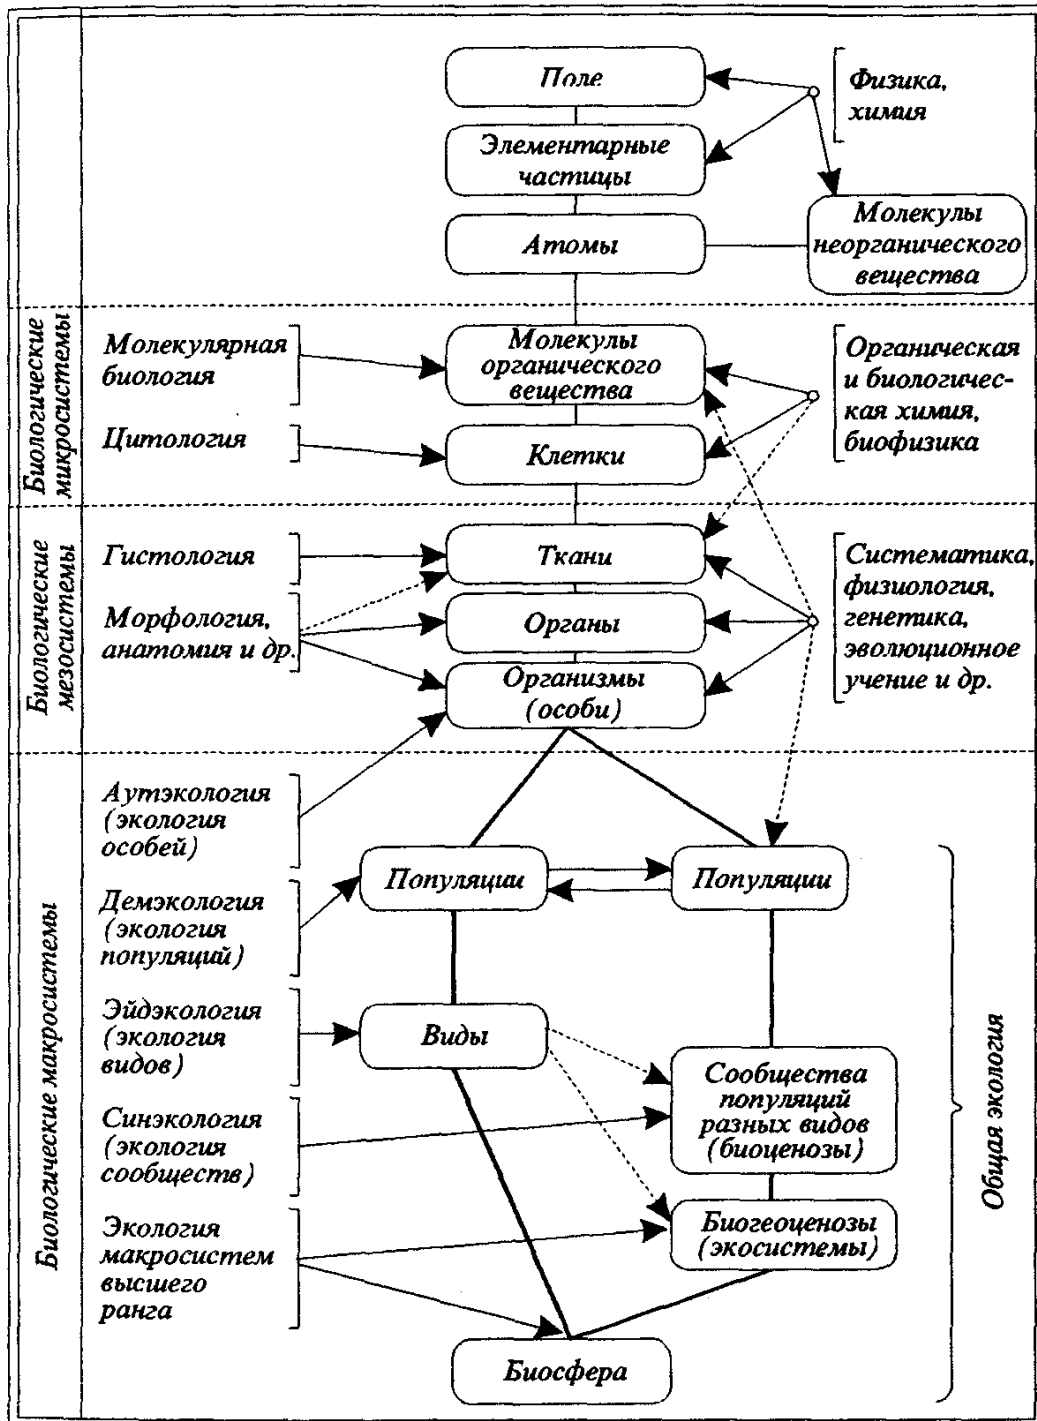 Поле
Физика,
химия
Элементарные
частицы
Атомы
Молекулы
неорганического
вещества
Биологические
микросистемы
Молекулярная
биология
Молекулы
органического
вещества
Органическая
и биологичес-
кая химия,
биофизика
Цитология
Клетки
Биологические
мезосистемы
Гистология
Ткани
Систематика,
физиология,
генетика,
эволюционное
учение и др.
Морфология,
анатомия и др.
Органы
Организмы
(особи)
Биологические макросистемы
Аутэкология
(экология
особей)
Популяции
Популяции
Демэкология
(экология
популяций)
Эйдэкология
(экология
видов)
Виды
Сообщества
популяций
разных видов
(биоценозы)
Синэкология
(экология
сообществ)
Экология
макросистем
высшего
ранга
Биогеоценозы
(экосистемы)
Биосфера
Общая экология